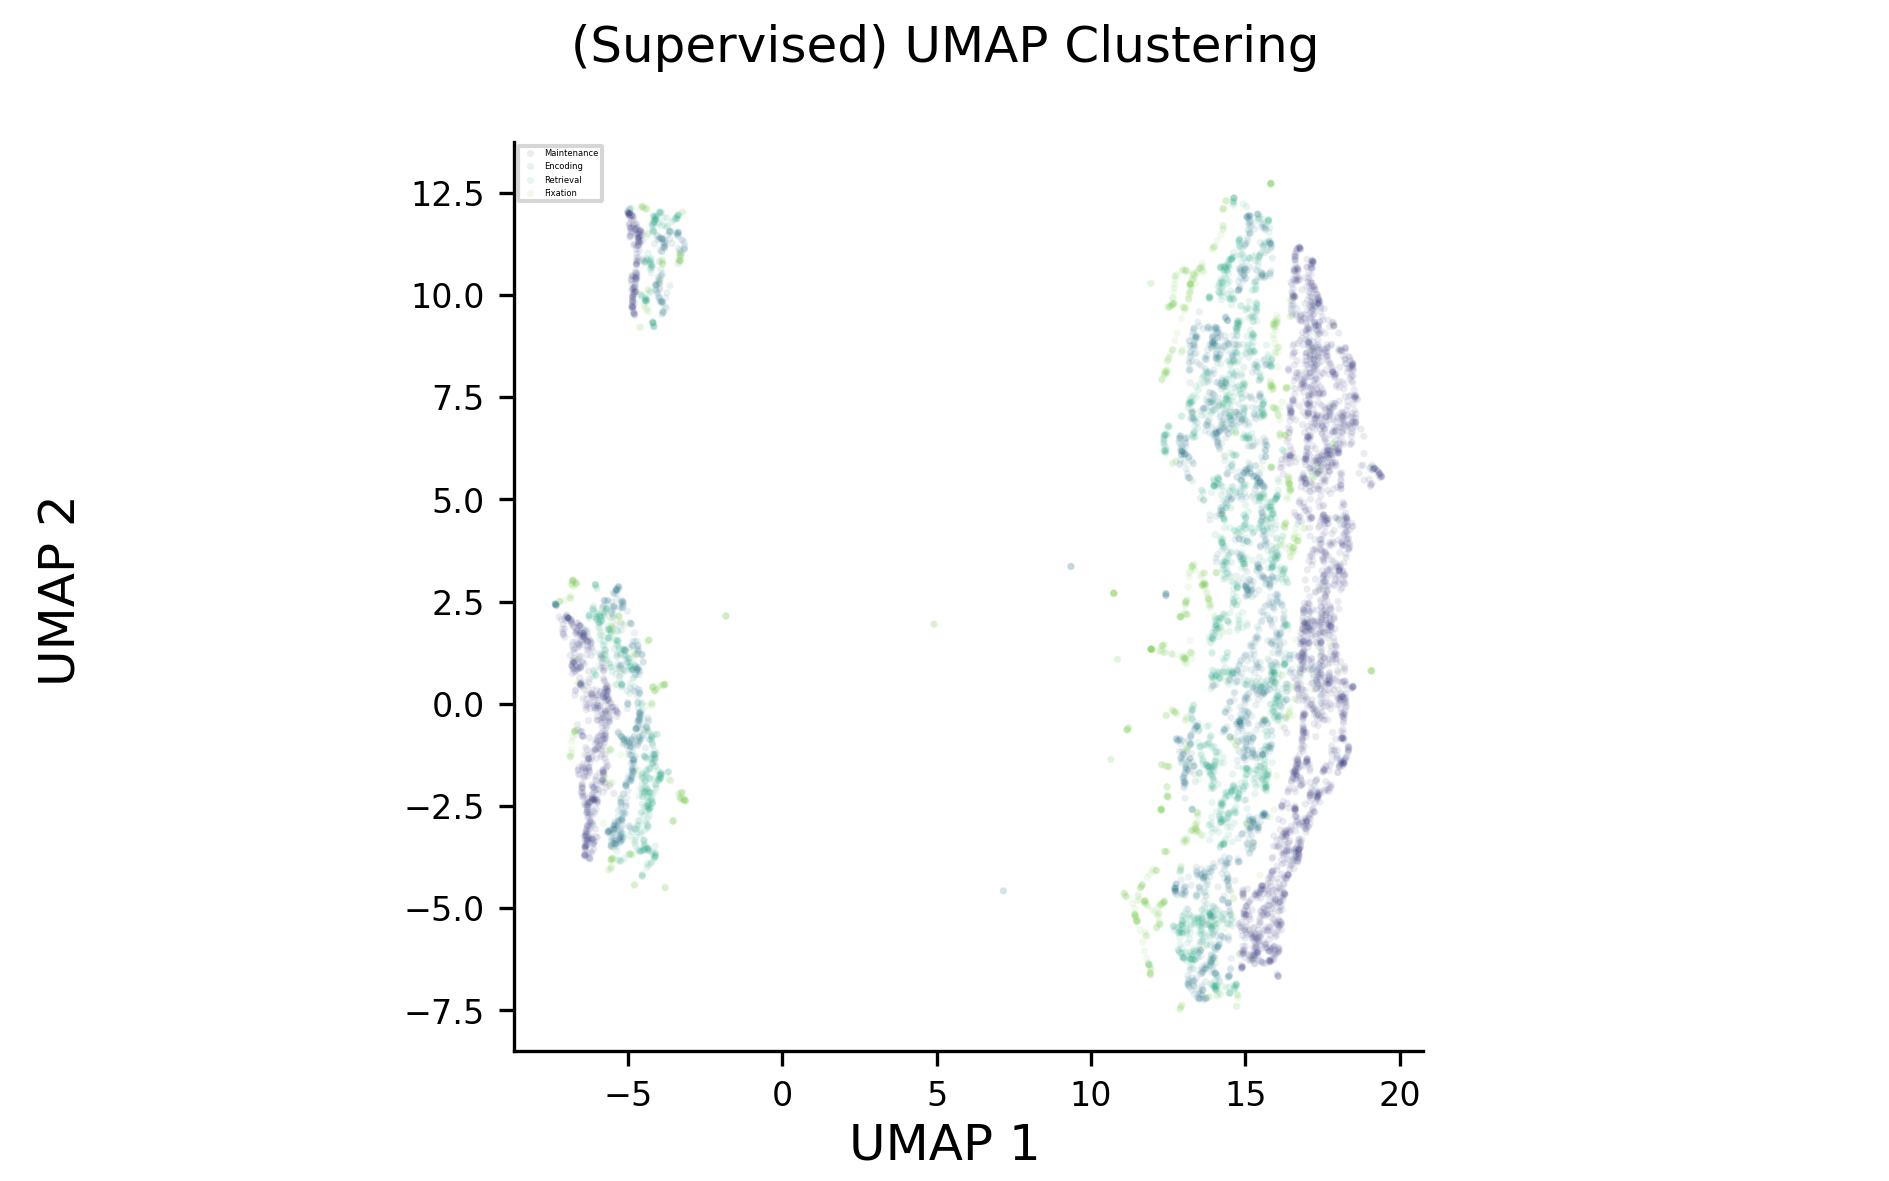 (Supervised) UMAP Clustering
Maintenance
Encoding
Retrieval
Fixation
12.5
10.0
7.5
5.0
2.5
0.0
−2.5
−5.0
−7.5
UMAP 2
−5 0 5 10 15 20
UMAP 1